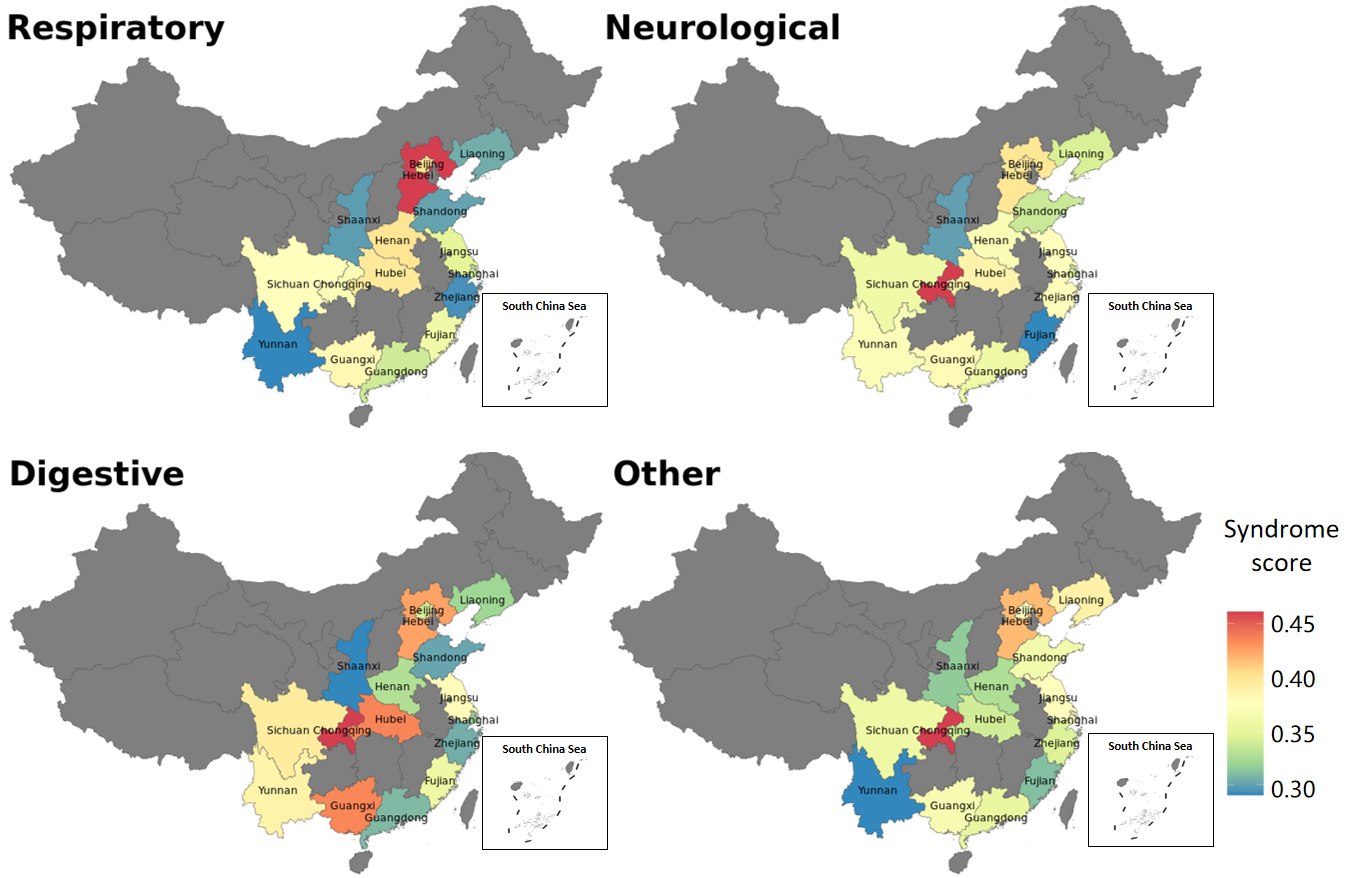 Respiratory
Beijing
Liaoning
Hebei
Shandong
Shaanxi
Henan
Jiangsu
Hubei
Shanghai
Sichuan
Chongqing
Zhejiang
Fujian
Yunnan
Guangxi
Guangdong
South China Sea
Neurological
Beijing
Liaoning
Hebei
Shandong
Shaanxi
Henan
Jiangsu
Hubei
Shanghai
Sichuan
Chongqing
Zhejiang
Fujian
Yunnan
Guangxi
Guangdong
South China Sea
Digestive
Beijing
Liaoning
Hebei
Shandong
Shaanxi
Henan
Jiangsu
Hubei
Shanghai
Sichuan
Chongqing
Zhejiang
Fujian
Yunnan
Guangxi
Guangdong
South China Sea
Other
Beijing
Liaoning
Hebei
Shandong
Shaanxi
Henan
Jiangsu
Hubei
Shanghai
Sichuan
Chongqing
Zhejiang
Fujian
Yunnan
Guangxi
Guangdong
South China Sea
Syndrome
score
0.45
0.40
0.35
0.30